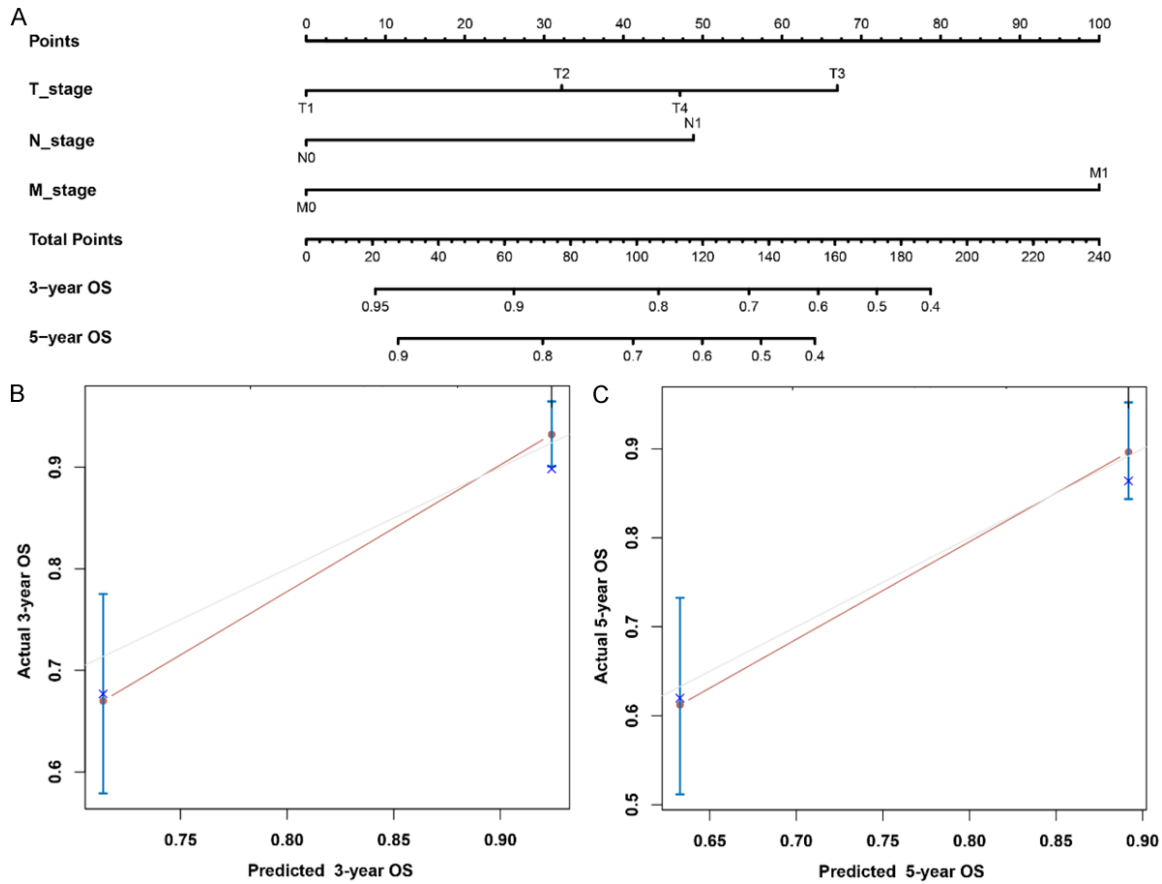 A
0 10 20 30 40 50 60 70 80 90 100
Points
T2 T3
T_stage
T1 T4
N1
N_stage
N0
M1
M_stage
M0
Total Points
0 20 40 60 80 100 120 140 160 180 200 220 240
3−year OS
0.95 0.9 0.8 0.7 0.6 0.5 0.4
5−year OS
0.9 0.8 0.7 0.6 0.5 0.4
B
Actual 3-year OS
0.9
0.8
0.7
0.6
0.75 0.80 0.85 0.90
Predicted 3-year OS
C
Actual 5-year OS
0.9
0.8
0.7
0.6
0.5
0.65 0.70 0.75 0.80 0.85 0.90
Predicted 5-year OS